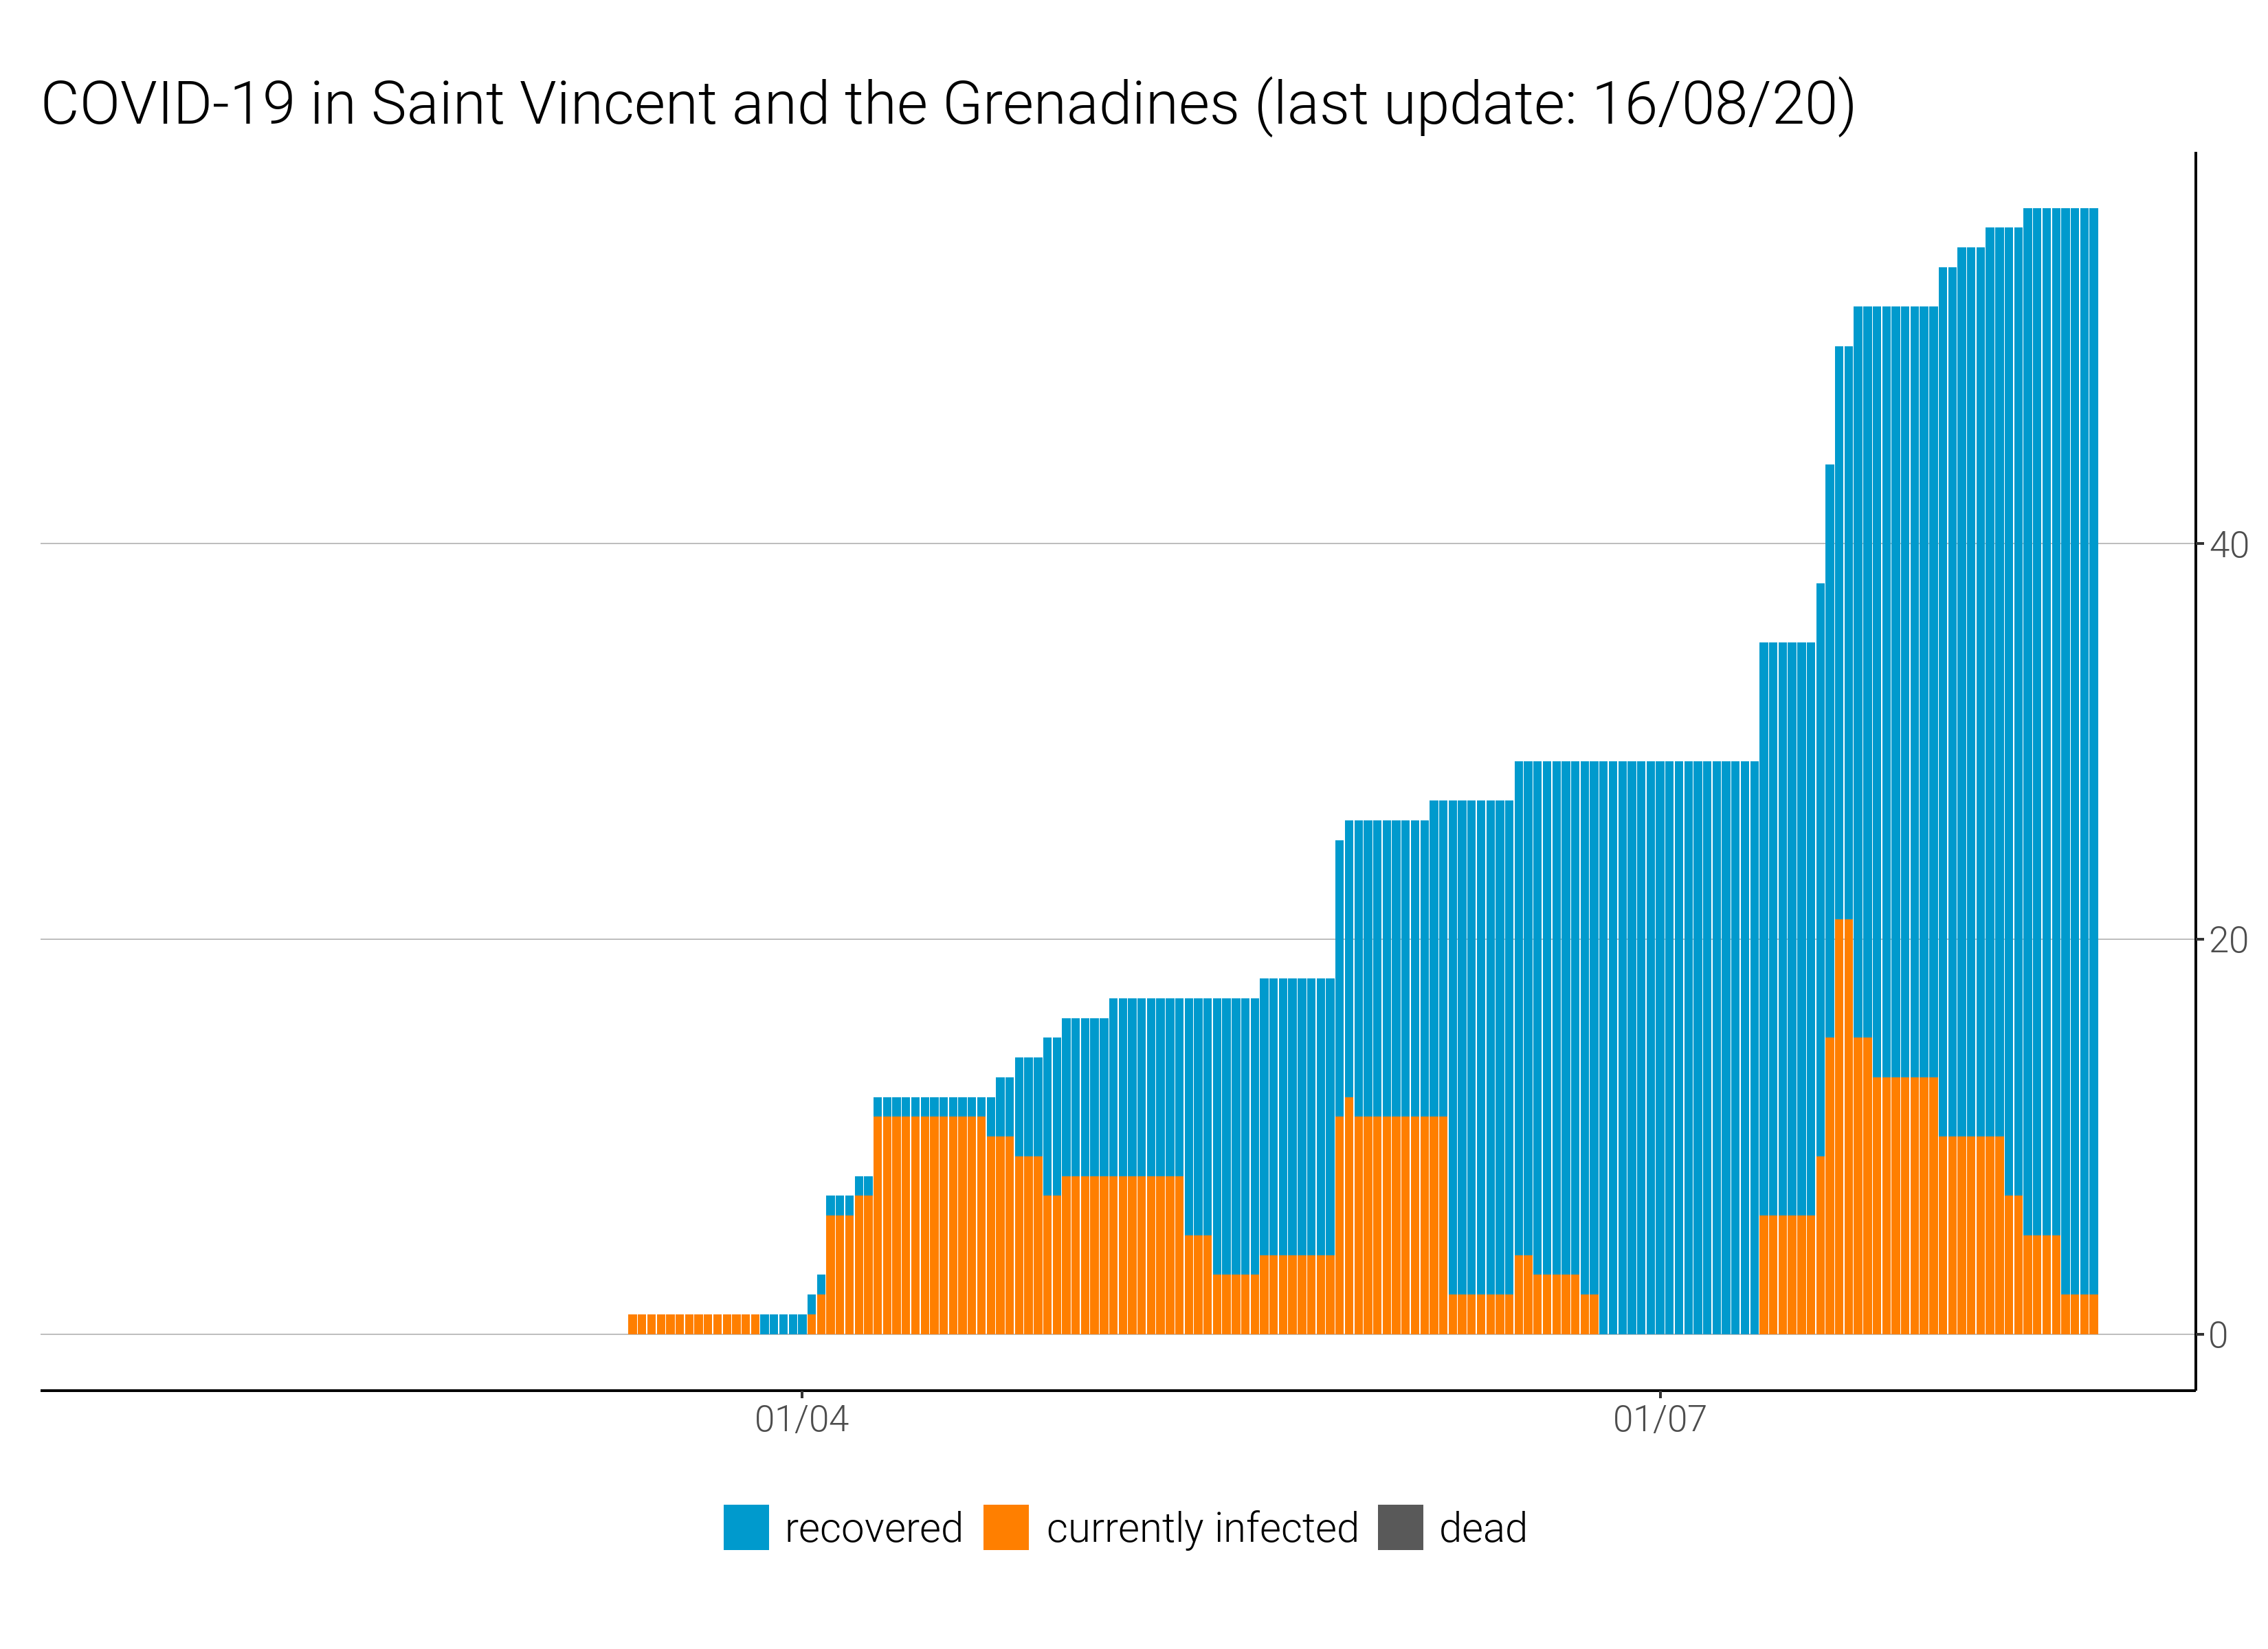 COVID-19 in Saint Vincent and the Grenadines (last update: 16/08/20)
40
20
0
01/04 01/07
recovered currently infected dead